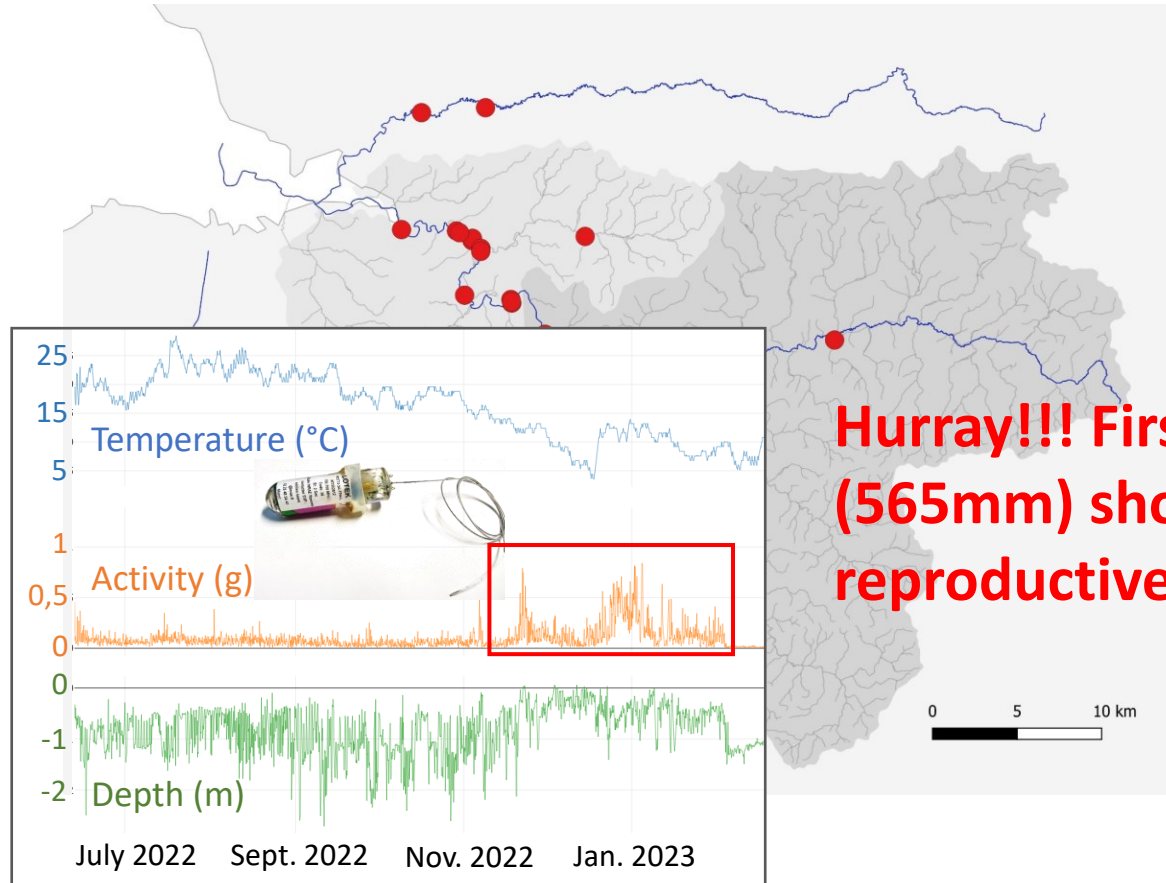 25
15
5
Temperature (°C)
LOTEK
1
0,5
0
Activity (g)
0
-1
-2
Depth (m)
July 2022 Sept. 2022 Nov. 2022 Jan. 2023
Hurray!!! Firs
(565mm) sho
reproductive
0 5 10 km